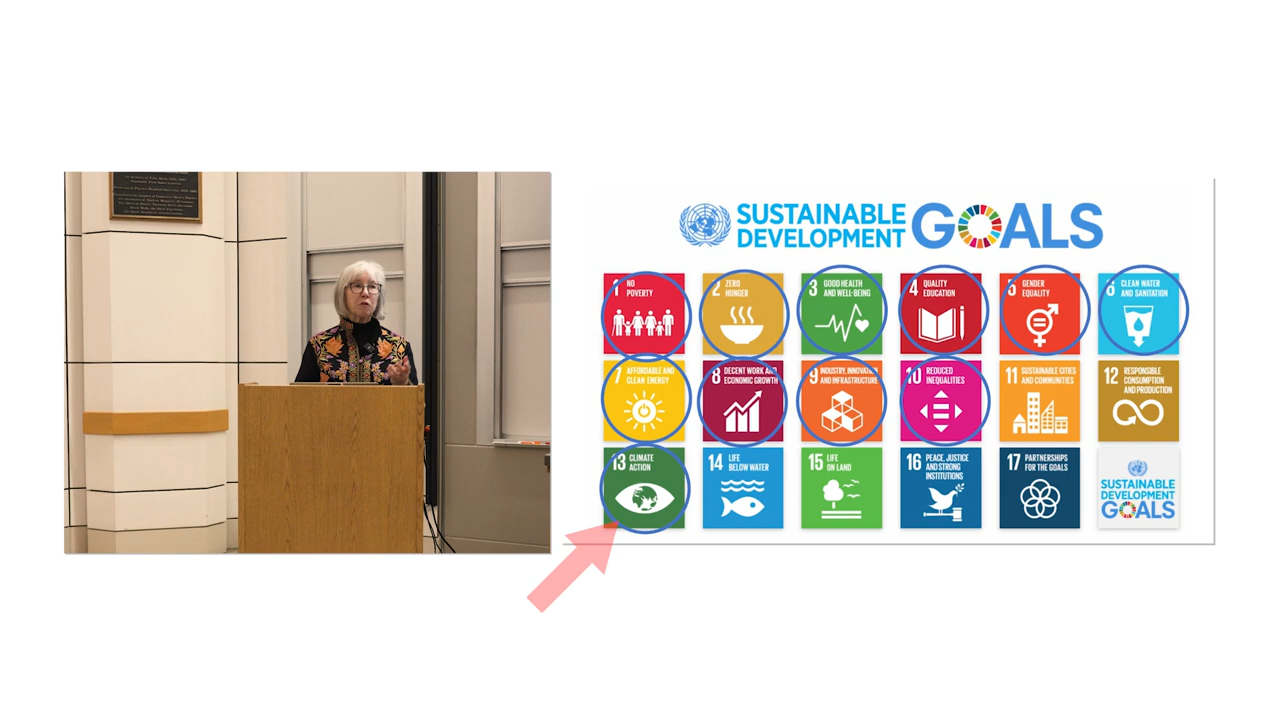 SUSTAINABLE
DEVELOPMENT
GOALS
1 NO
POVERTY
2 ZERO
HUNGER
3 GOOD HEALTH
AND WELL-BEING
4 QUALITY
EDUCATION
5 GENDER
EQUALITY
6 CLEAN WATER
AND SANITATION
7 AFFORDABLE AND
CLEAN ENERGY
8 DECENT WORK AND
ECONOMIC GROWTH
9 INDUSTRY, INNOVATION
AND INFRASTRUCTURE
10 REDUCED
INEQUALITIES
11 SUSTAINABLE CITIES
AND COMMUNITIES
12 RESPONSIBLE
CONSUMPTION
AND PRODUCTION
13 CLIMATE
ACTION
14 LIFE
BELOW WATER
15 LIFE
ON LAND
16 PEACE, JUSTICE
AND STRONG
INSTITUTIONS
17 PARTNERSHIPS
FOR THE GOALS
SUSTAINABLE
DEVELOPMENT
GOALS